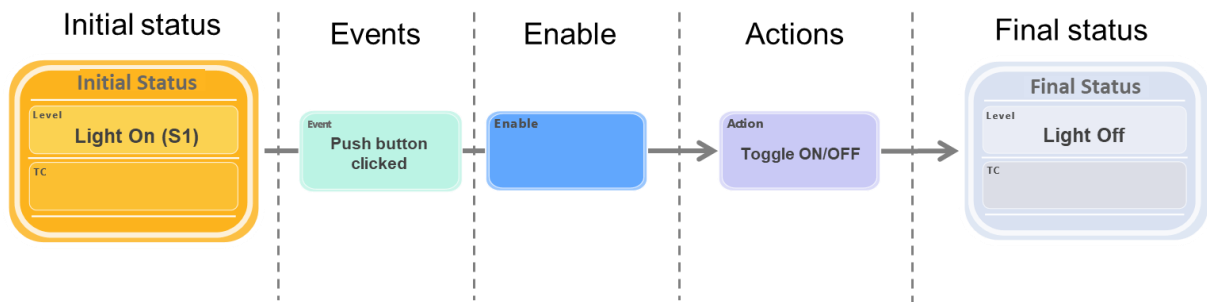 Initial status
Events
Enable
Actions
Final status
Initial Status
Level
Light On (S1)
TC
Event
Push button
clicked
Enable
Action
Toggle ON/OFF
Final Status
Level
Light Off
TC